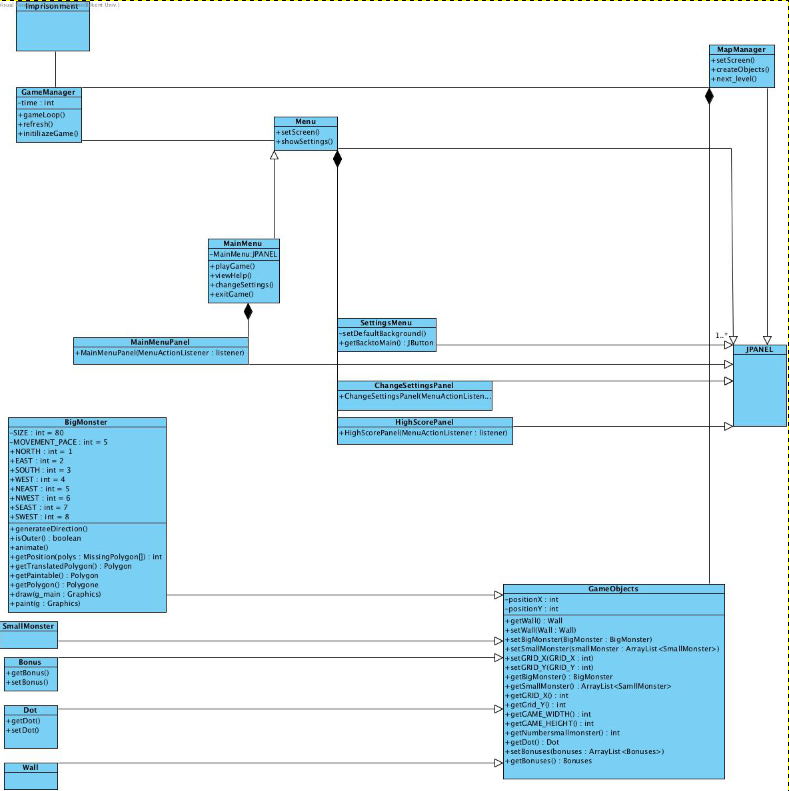 Imprisonment
MapManager
+setScreen()
+createObjects()
+next_level()
GameManager
-time : int
+gameLoop()
+refresh()
+initiliazeGame()
Menu
+setScreen()
+showSettings()
MainMenu
-MainMenu:JPANEL
+playGame()
+viewHelp()
+changeSettings()
+exitGame()
SettingsMenu
-setDefaultBackground()
+getBacktoMain() : JButton
MainMenuPanel
+MainMenuPanel(MenuActionListener : listener)
1..*
JPANEL
ChangeSettingsPanel
+ChangeSettingsPanel(MenuActionListen...
HighScorePanel
+HighScorePanel(MenuActionListener : listener)
BigMonster
-SIZE : int = 80
-MOVEMENT_PACE : int = 5
+NORTH : int = 1
+EAST : int = 2
+SOUTH : int = 3
+WEST : int = 4
+NEAST : int = 5
+NWEST : int = 6
+SEAST : int = 7
+SWEST : int = 8
+generateeDirection()
+isOuter() : boolean
+animate()
+getPosition(polys : MissingPolygon[]) : int
+getTranslatedPolygon() : Polygon
+getPaintable() : Polygon
+getPolygon() : Polygone
+draw(g_main : Graphics)
+paint(g : Graphics)
GameObjects
-positionX : int
-positionY : int
+getWall() : Wall
+setWall(Wall : Wall)
+setBigMonster(BigMonster : BigMonster)
+setSmallMonster(smallMonster : ArrayList<SmallMonster>)
+setGRID_X(GRID_X : int)
+setGRID_Y(GRID_Y : int)
+getBigMonster() : BigMonster
+getSmallMonster() : ArrayList<SamllMonster>
+getGRID_X() : int
+getGrid_Y() : int
+getGAME_WIDTH() : int
+getGAME_HEIGHT() : int
+getNumbersmallmonster() : int
+getDot() : Dot
+setBonuses(bonuses : ArrayList<Bonuses>)
+getBonuses() : Bonuses
SmallMonster
Bonus
+getBonus()
+setBonus()
Dot
+getDot()
+setDot()
Wall